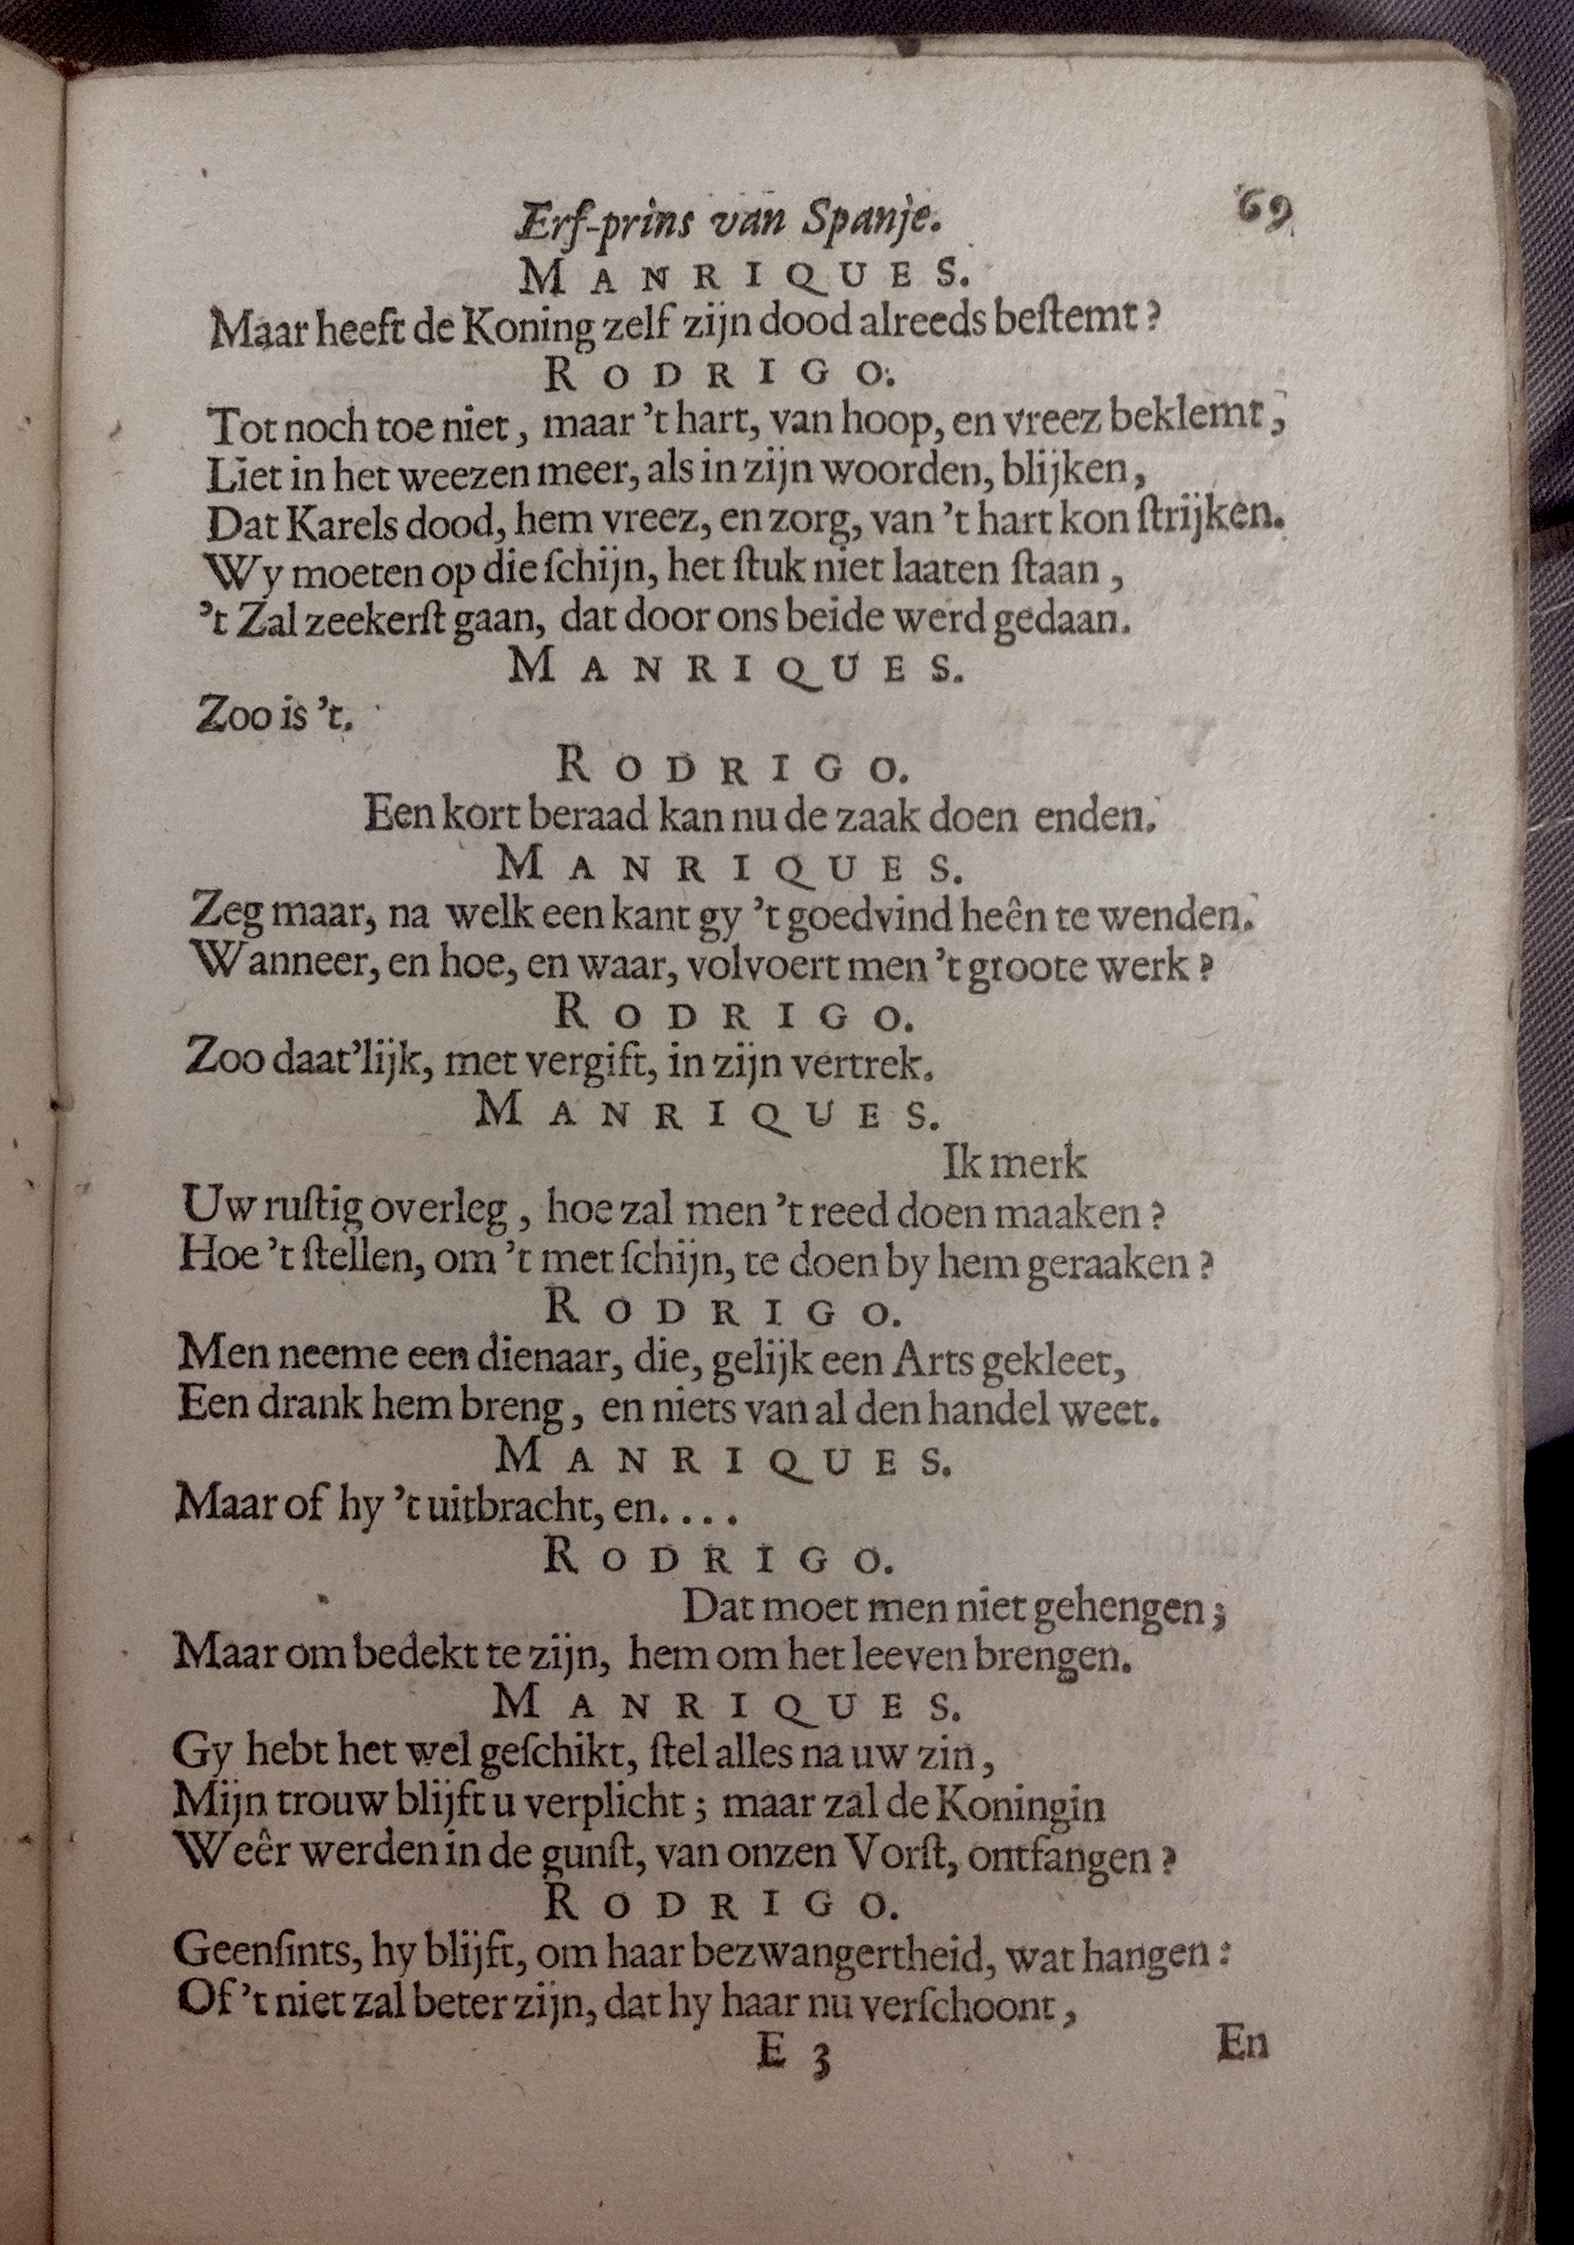 Erf-prins van Spanje. 69
MANRIQUES.
Maar heeft de Koning zelf zijn dood alreeds beſtemt?
RODRIGO.
Tot noch toe niet, maar 't hart, van hoop, en vreez beklemt,
Liet in het weezen meer, als in zijn woorden, blijken,
Dat Karels dood, hem vreez, en zorg, van 't hart kon ſtrijken.
Wy moeten op die ſchijn, het ſtuk niet laaten ſtaan,
't Zal zeekerſt gaan, dat door ons beide werd gedaan.
MANRIQUES.
Zoo is 't.
RODRIGO.
Een kort beraad kan nu de zaak doen enden.
MANRIQUES.
Zeg maar, na welk een kant gy 't goedvind heên te wenden.
Wanneer, en hoe, en waar, volvoert men 't groote werk?
RODRIGO.
Zoo daat'lijk, met vergift, in zijn vertrek.
MANRIQUES.
Ik merk
Uw ruſtig overleg, hoe zal men 't reed doen maaken?
Hoe 't ſtellen, om 't met ſchijn, te doen by hem geraaken?
RODRIGO.
Men neeme een dienaar, die, gelijk een Arts gekleet,
Een drank hem breng, en niets van al den handel weet.
MANRIQUES.
Maar of hy 't uitbracht, en....
RODRIGO.
Dat moet men niet gehengen;
Maar om bedekt te zijn, hem om het leeven brengen.
MANRIQUES.
Gy hebt het wel geſchikt, ſtel alles na uw zin,
Mijn trouw blijft u verplicht; maar zal de Koningin
Weêr werden in de gunſt, van onzen Vorſt, ontfangen?
RODRIGO.
Geenſints, hy blijft, om haar bezwangertheid, wat hangen:
Of 't niet zal beter zijn, dat hy haar nu verſchoont,
E 3 En